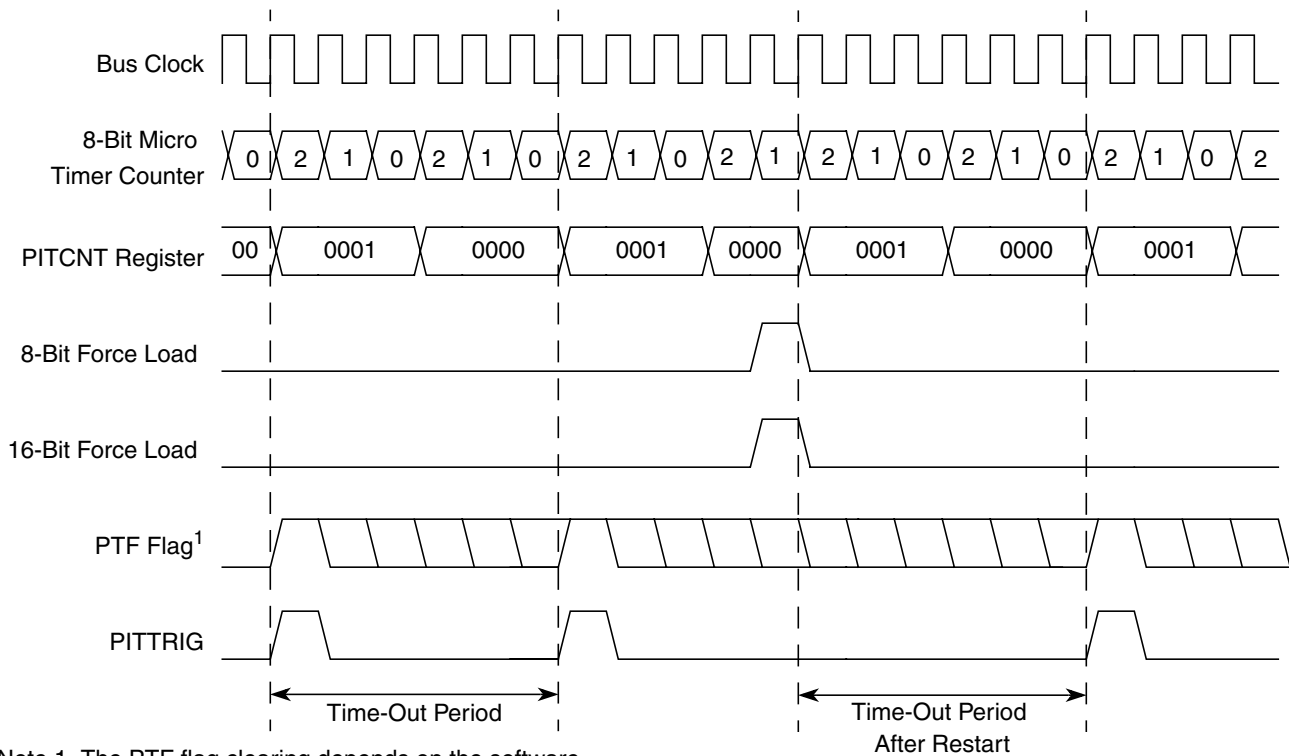 Bus Clock
8-Bit Micro
Timer Counter
0 2 1 0 2 1 0 2 1 0 2 1 2 1 0 2 1 0 2 1 0 2
PITCNT Register
00 0001 0000 0001 0000 0001 0000 0001
8-Bit Force Load
16-Bit Force Load
PTF Flag1
PITTRIG
Time-Out Period
Time-Out Period
After Restart
Note 1. The PTF flag clearing depends on the software